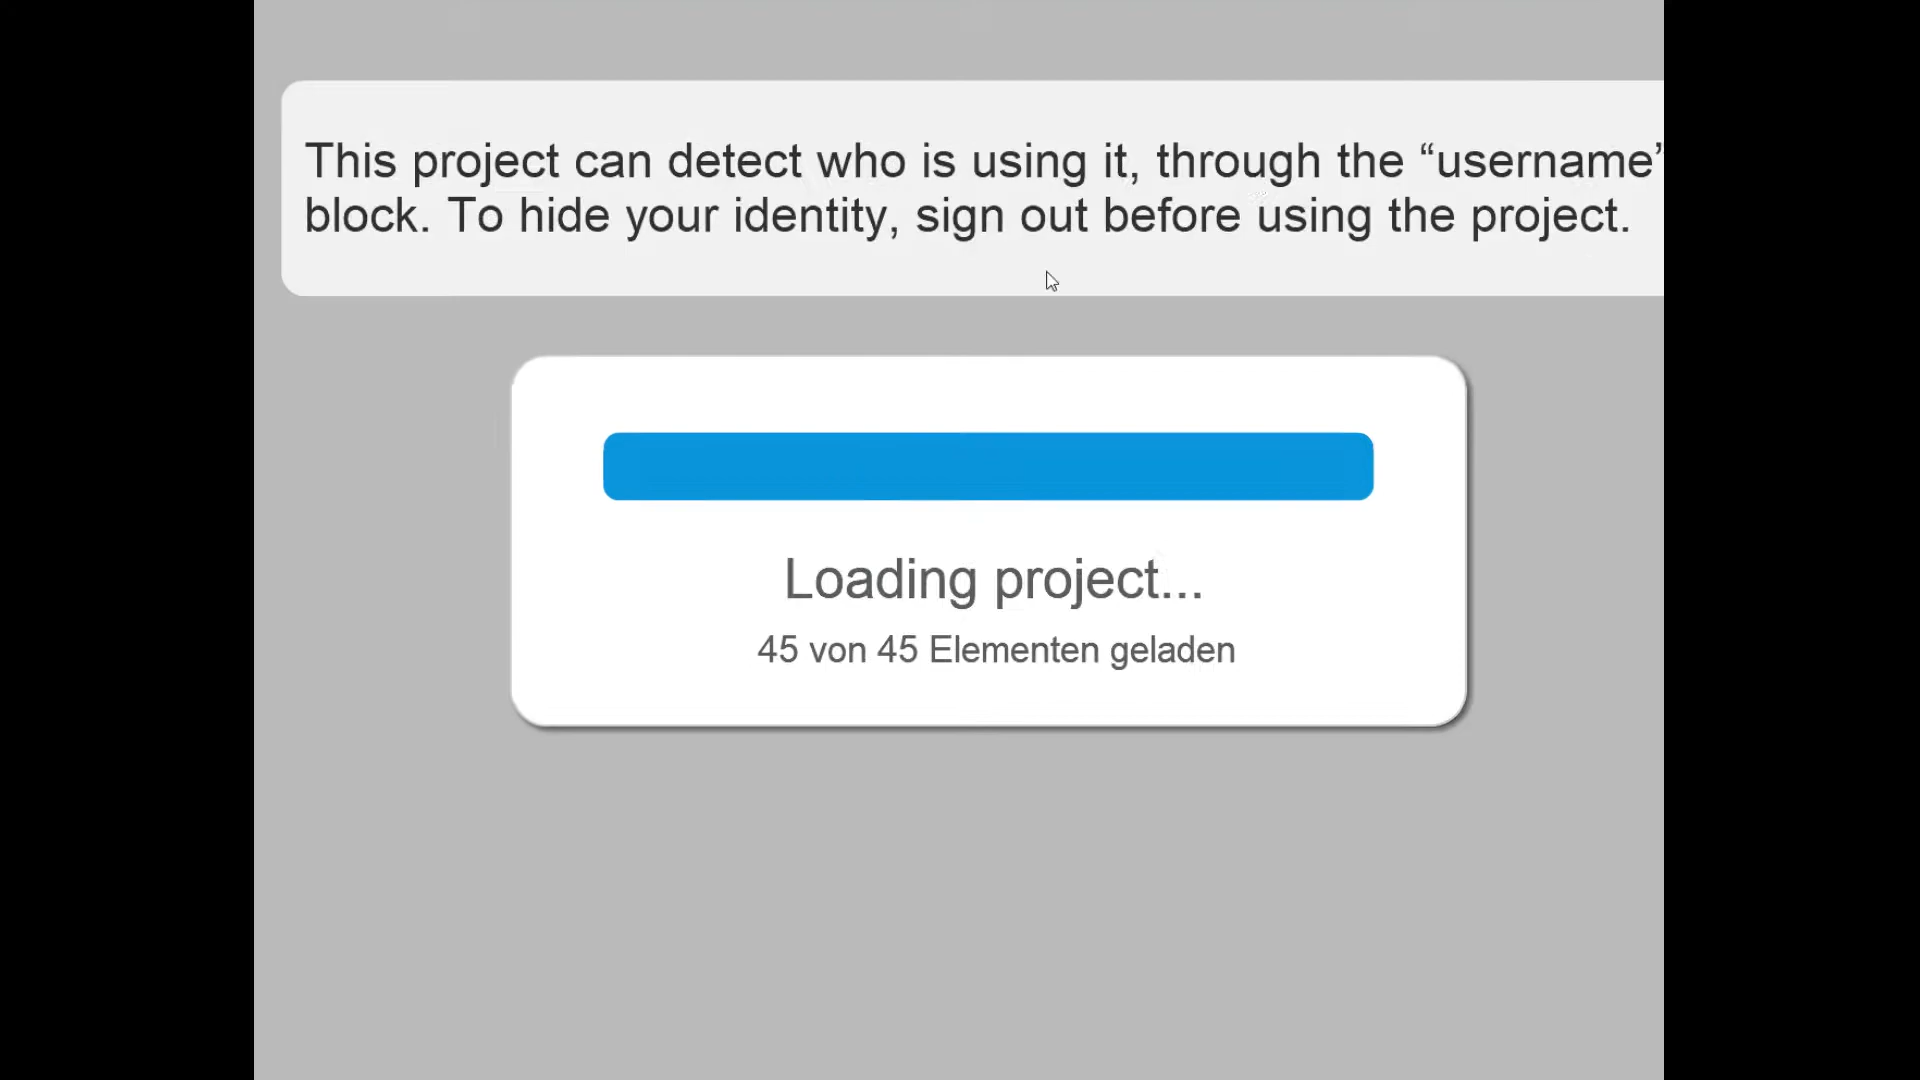 This project can detect who is using it, through the “username”
block. To hide your identity, sign out before using the project.
Loading project...
45 von 45 Elementen geladen